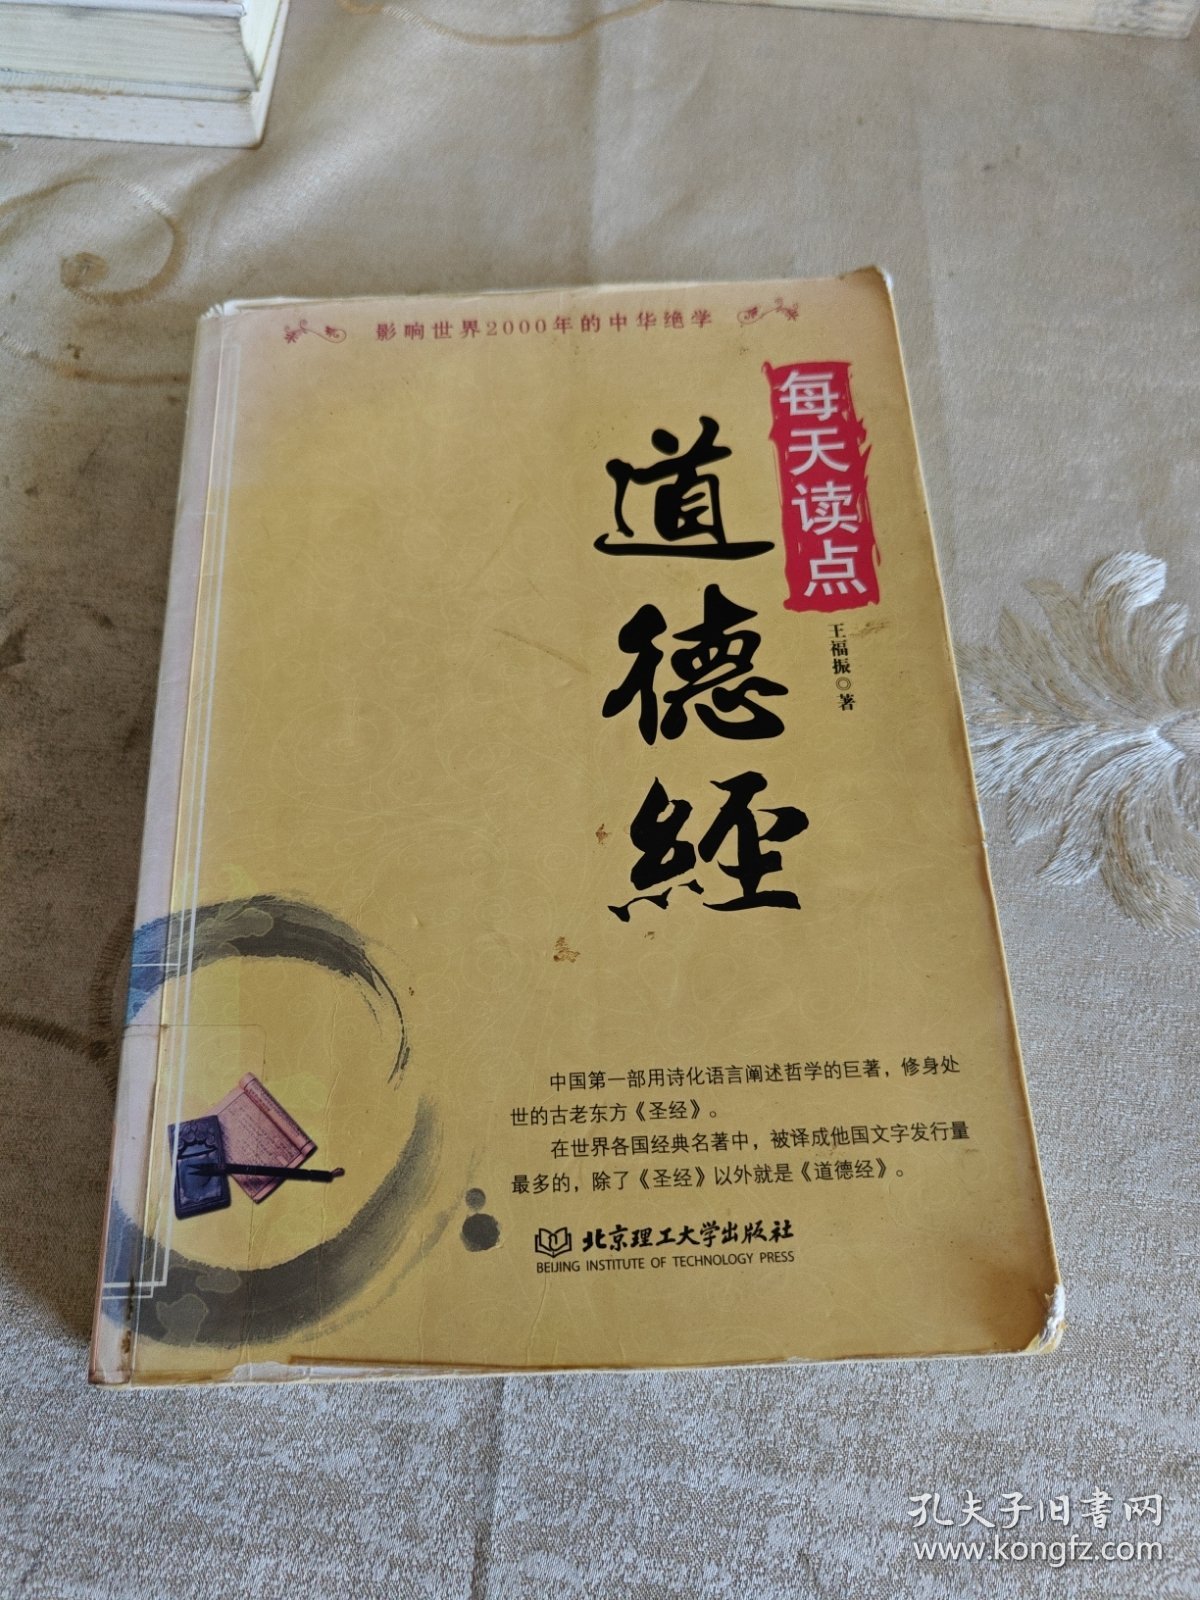 影响世界2000年的中华绝学
每天读点
道德經
王福振◎著
中国第一部用诗化语言阐述哲学的巨著，修身处
世的古老东方《圣经》。
在世界各国经典名著中，被译成他国文字发行量
最多的，除了《圣经》以外就是《道德经》。
北京理工大学出版社
BEIJING INSTITUTE OF TECHNOLOGY PRESS
孔夫子旧书网
www.kongfz.com